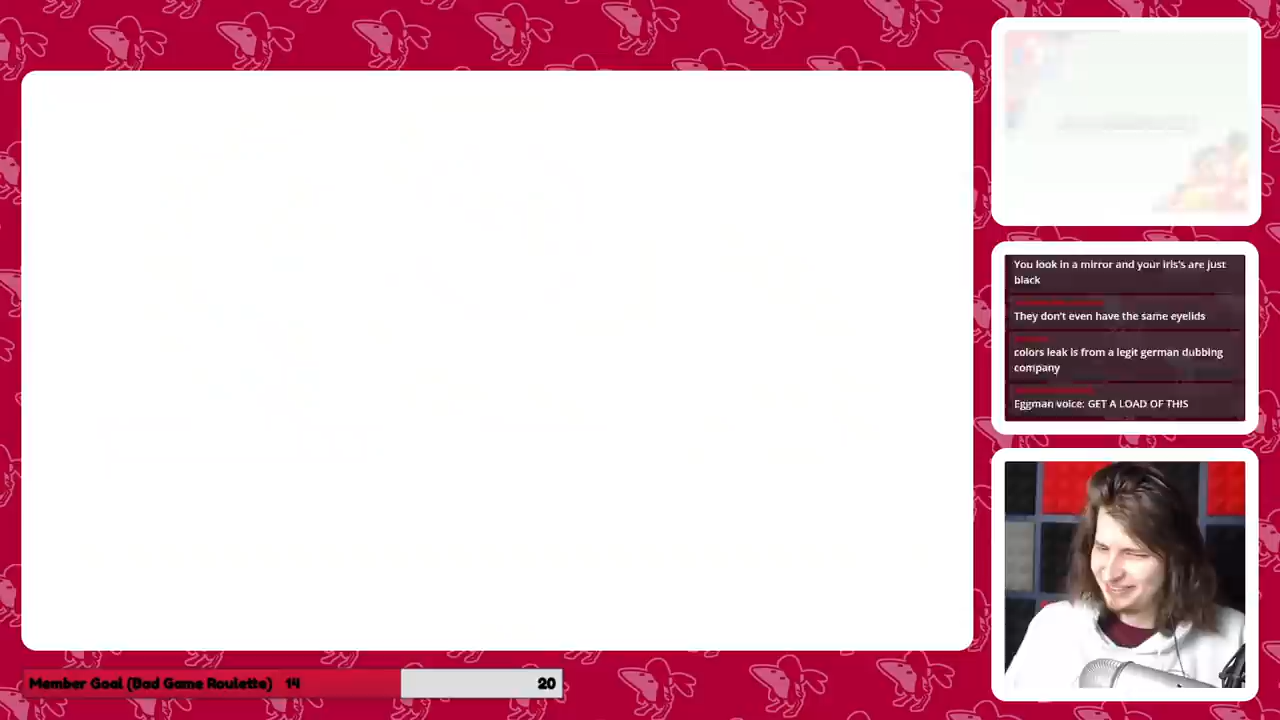 You look in a mirror and your iris's are just
black
They don't even have the same eyelids
colors leak is from a legit german dubbing
company
Eggman voice: GET A LOAD OF THIS
Member Goal (Bad Game Roulette) 14
20